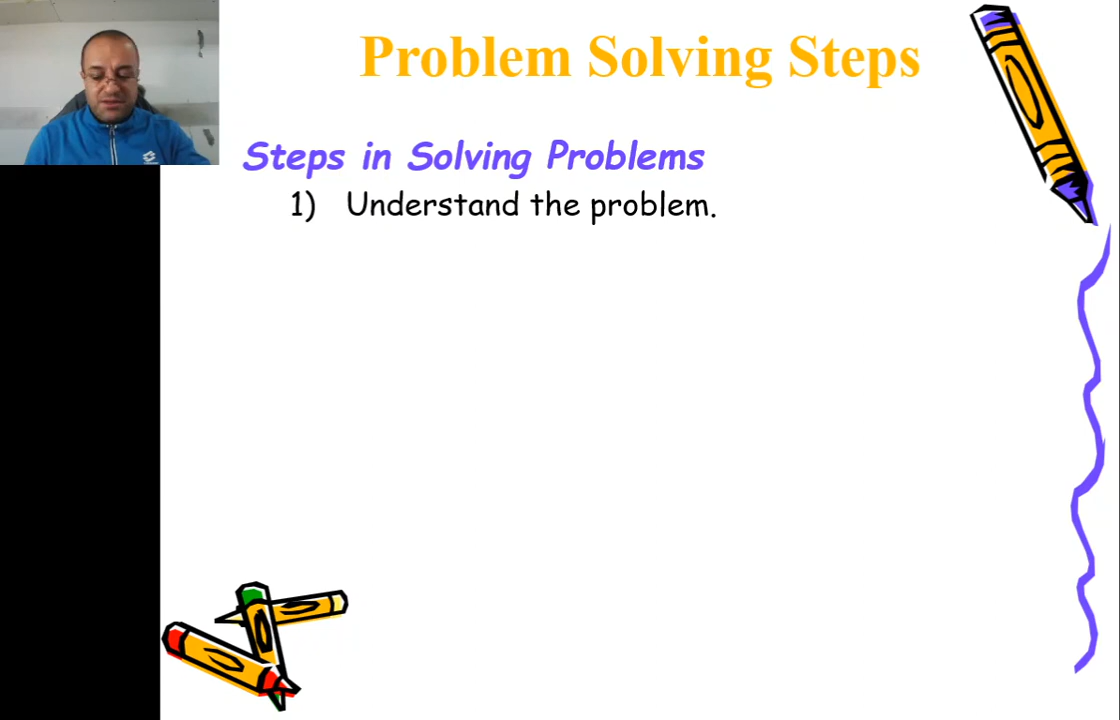 Problem Solving Steps
Steps in Solving Problems
1) Understand the problem.